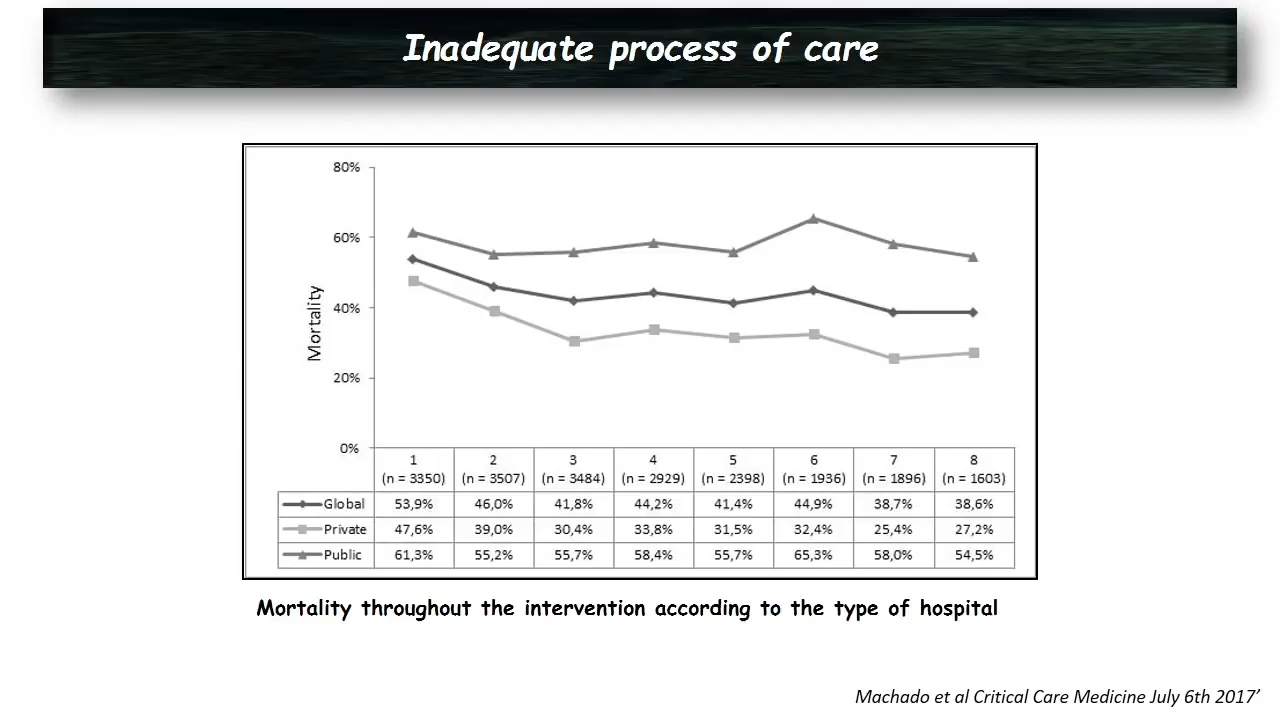 Inadequate process of care
80%
60%
40%
20%
0%
Mortality
1 2 3 4 5 6 7 8
(n = 3350) (n = 3507) (n = 3484) (n = 2929) (n = 2398) (n = 1936) (n = 1896) (n = 1603)
Global 53,9% 46,0% 41,8% 44,2% 41,4% 44,9% 38,7% 38,6%
Private 47,6% 39,0% 30,4% 33,8% 31,5% 32,4% 25,4% 27,2%
Public 61,3% 55,2% 55,7% 58,4% 55,7% 65,3% 58,0% 54,5%
Mortality throughout the intervention according to the type of hospital
Machado et al Critical Care Medicine July 6th 2017’